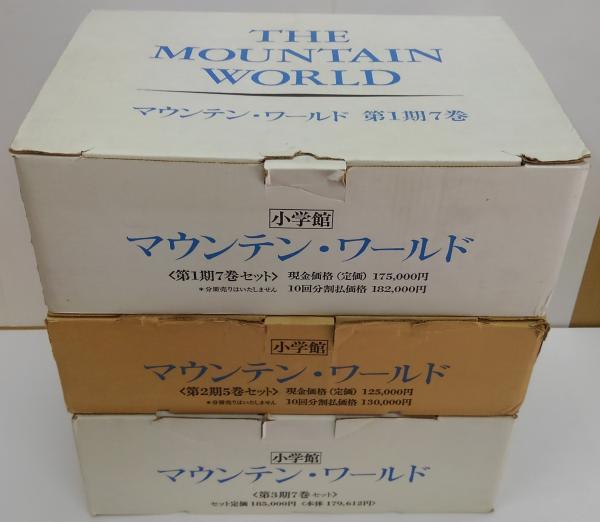 THE
MOUNTAIN
WORLD
マウンテン・ワールド 第1期7巻
小学館
マウンテン・ワールド
〈第1期7巻セット〉 現金価格(定価) 175,000円
*分冊売りはいたしません 10回分割払価格 182,000円
小学館
マウンテン・ワールド
〈第2期5巻セット〉 現金価格(定価) 125,000円
*分冊売りはいたしません 10回分割払価格 130,000円
小学館
マウンテン・ワールド
〈第3期7巻セット〉
セット定価 185,000円〈本体 179,612円〉